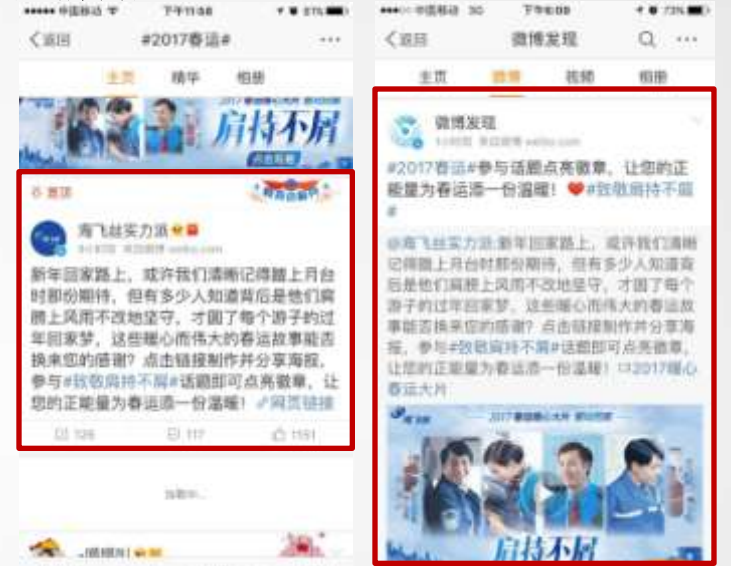 中国移动
下午11:58
返回
#2017春运#
主页 精华 相册
肩持不屑
置顶
海飞丝实力派
新年回家路上，或许我们清晰记得踏上月台
时那份期待，但有多少人知道背后是他们肩
膀上风雨不改地坚守，才圆了每个游子的过
年回家梦，这些暖心而伟大的春运故事能否
换来您的感谢？点击链接制作并分享海报，
参与#致敬肩持不屑#话题即可点亮徽章，让
您的正能量为春运添一份温暖！网页链接
126 117 1151
中国移动 3G
73%
返回
微博发现
主页 微博 视频 相册
微博发现
#2017春运#参与话题点亮徽章，让您的正
能量为春运添一份温暖！#致敬肩持不屑
#
@海飞丝实力派:新年回家路上，或许我们清晰
记得踏上月台时那份期待，但有多少人知道背
后是他们肩膀上风雨不改地坚守，才圆了每个
游子的过年回家梦，这些暖心而伟大的春运故
事能否换来您的感谢？点击链接制作并分享海
报，参与#致敬肩持不屑#话题即可点亮徽章，
让您的正能量为春运添一份温暖！2017暖心
春运大片
肩持不屑